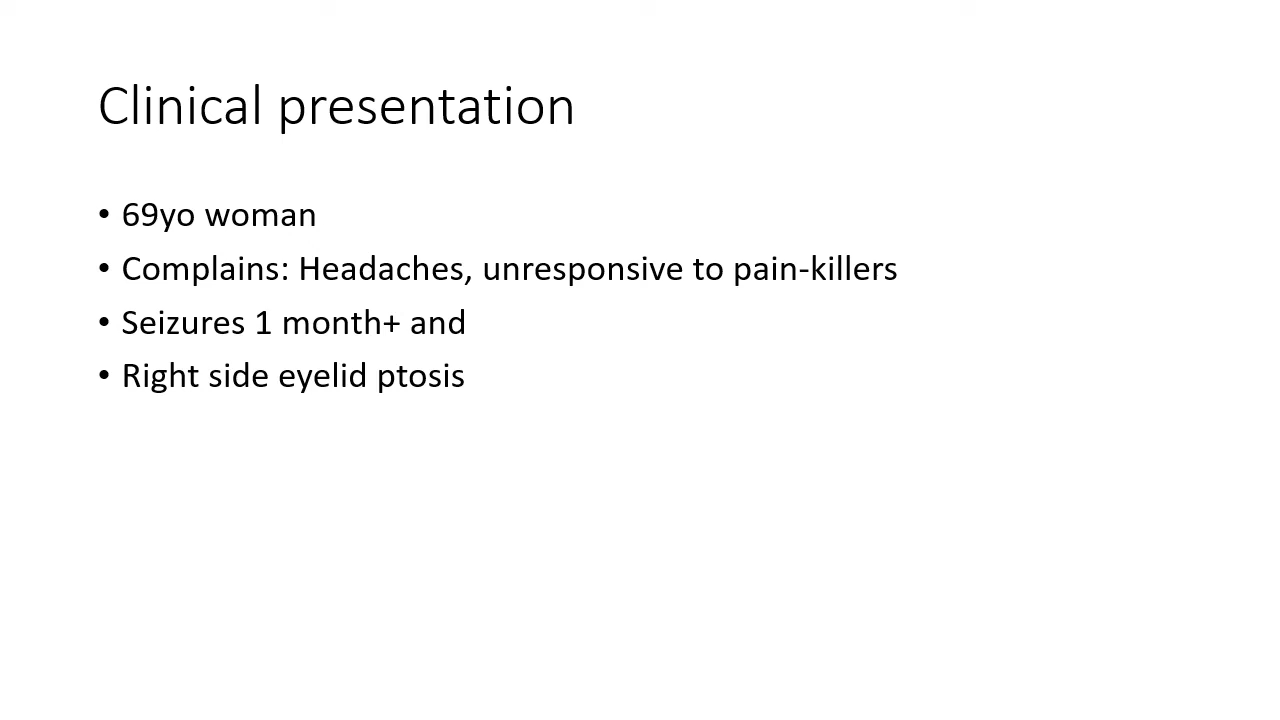 Clinical presentation
• 69yo woman
• Complains: Headaches, unresponsive to pain-killers
• Seizures 1 month+ and
• Right side eyelid ptosis